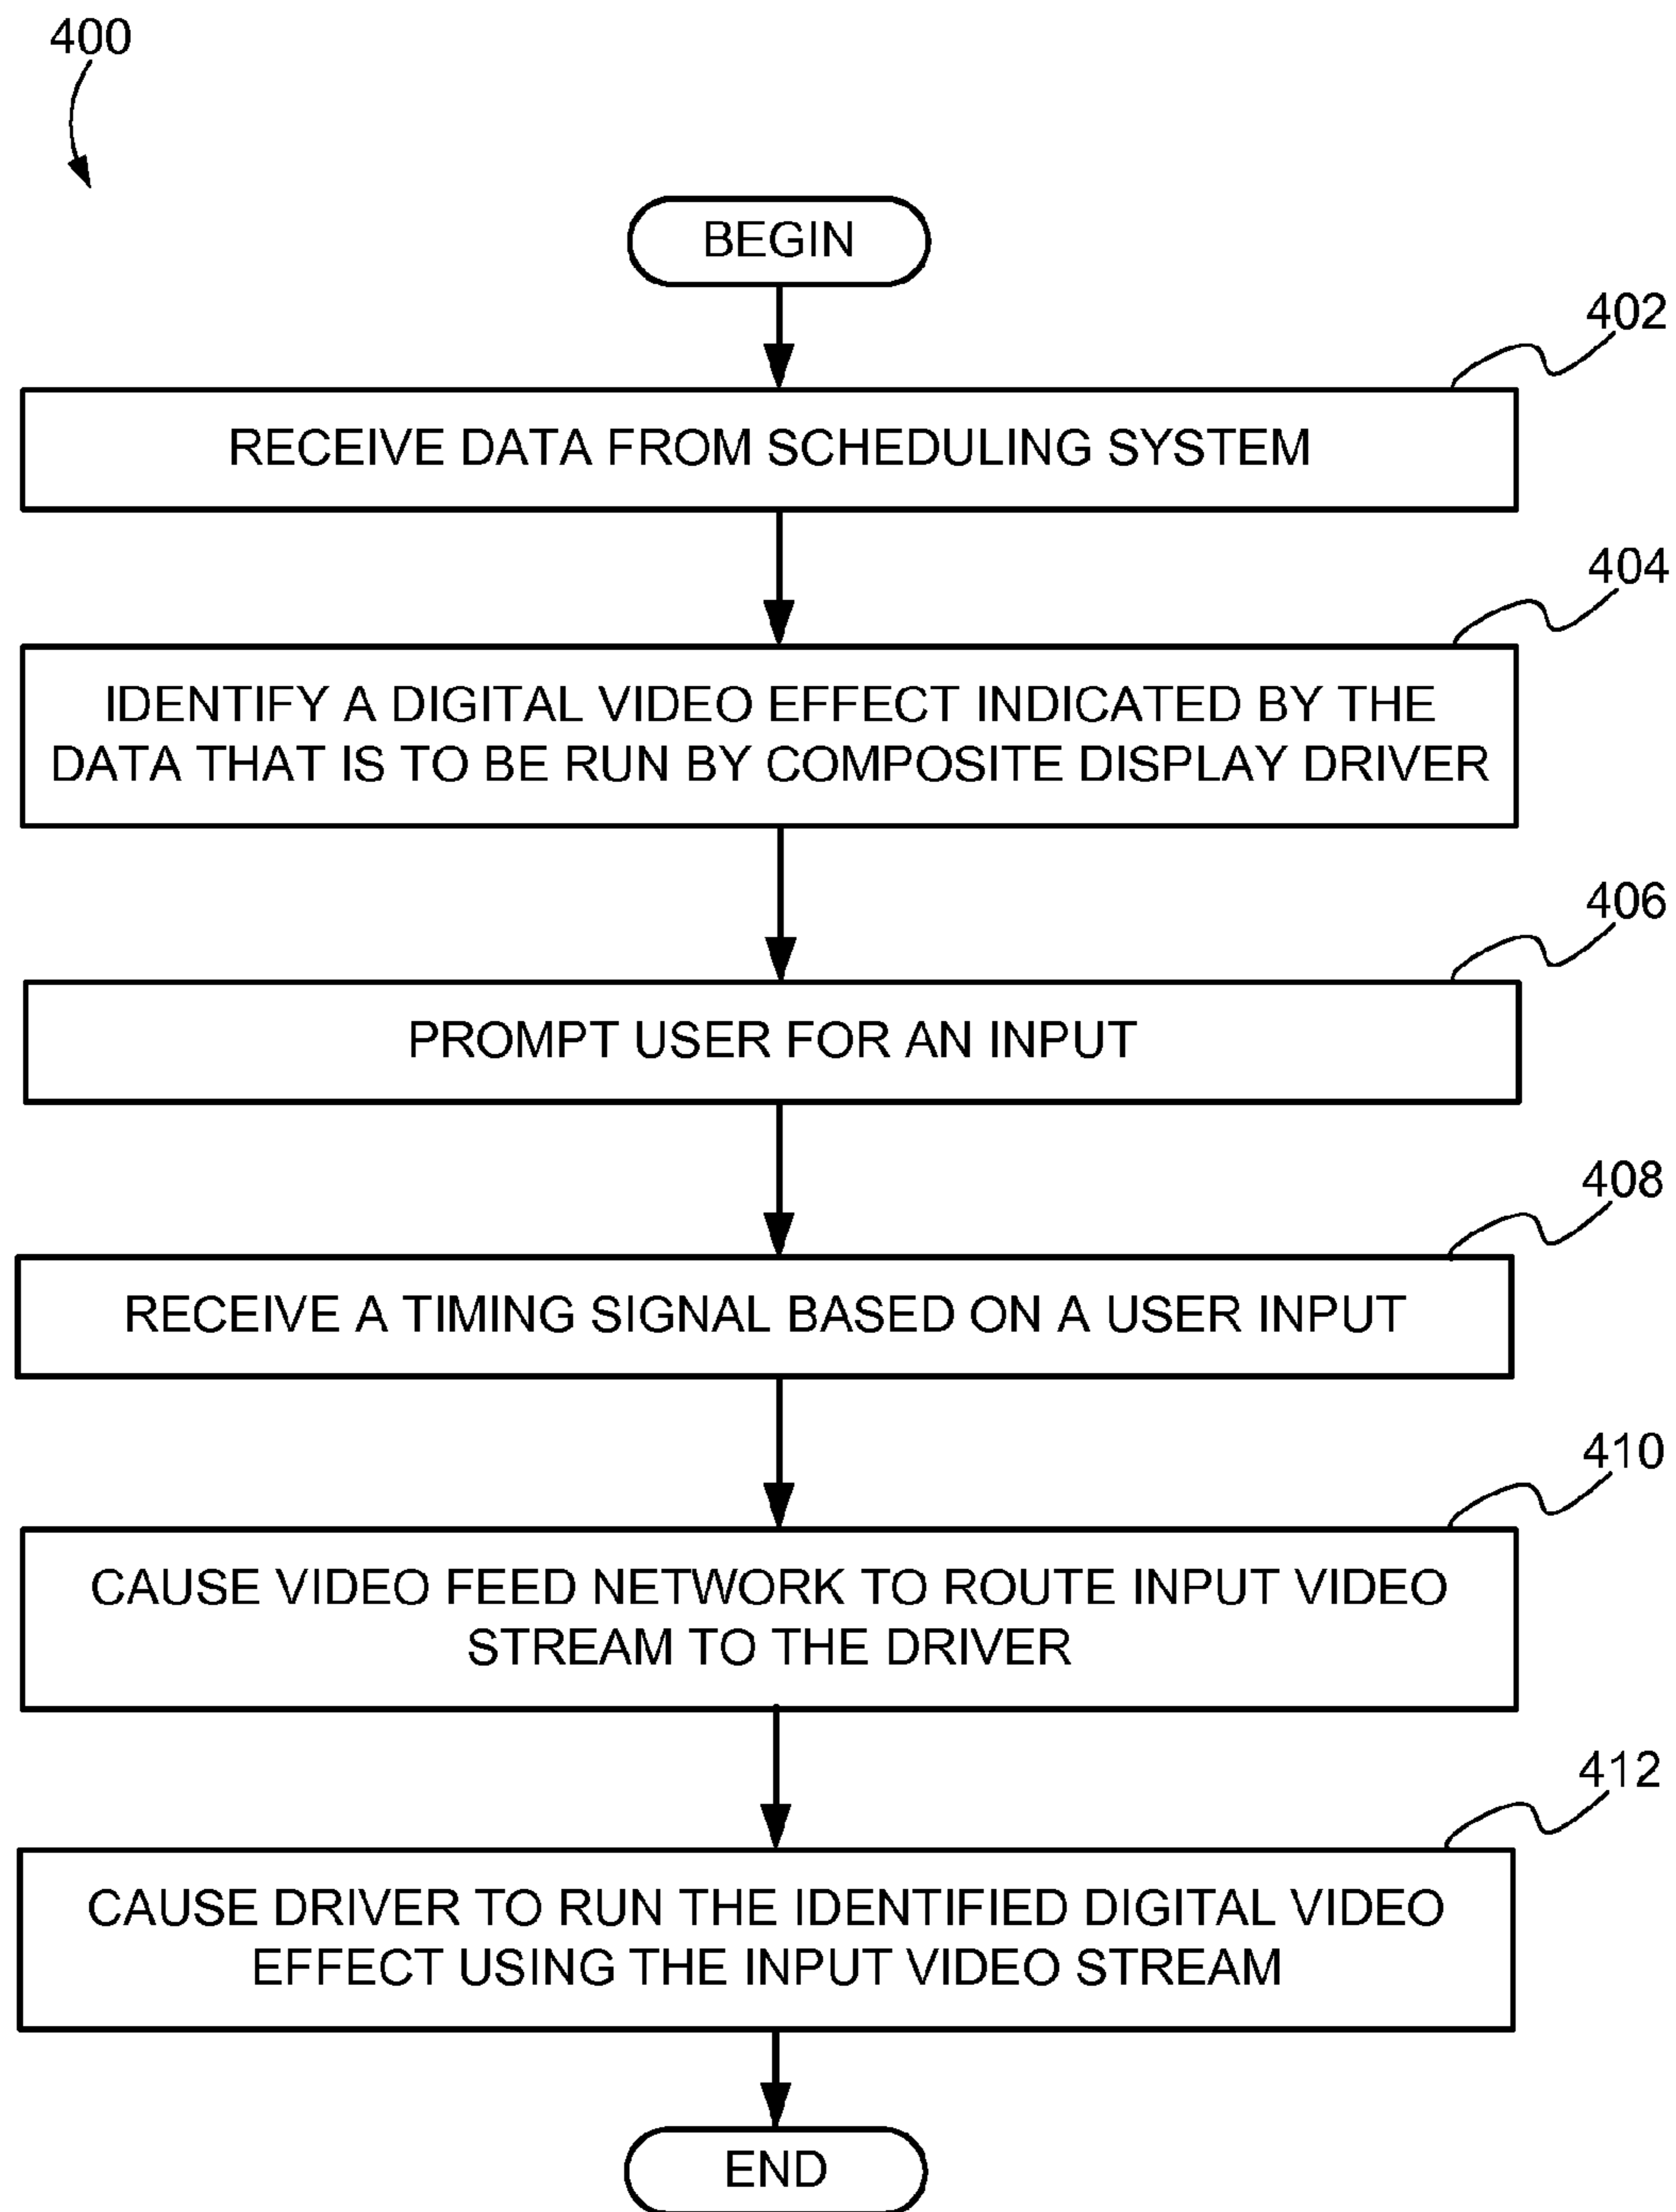 400
BEGIN
402
RECEIVE DATA FROM SCHEDULING SYSTEM
404
IDENTIFY A DIGITAL VIDEO EFFECT INDICATED BY THE
DATA THAT IS TO BE RUN BY COMPOSITE DISPLAY DRIVER
406
PROMPT USER FOR AN INPUT
408
RECEIVE A TIMING SIGNAL BASED ON A USER INPUT
410
CAUSE VIDEO FEED NETWORK TO ROUTE INPUT VIDEO
STREAM TO THE DRIVER
412
CAUSE DRIVER TO RUN THE IDENTIFIED DIGITAL VIDEO
EFFECT USING THE INPUT VIDEO STREAM
END